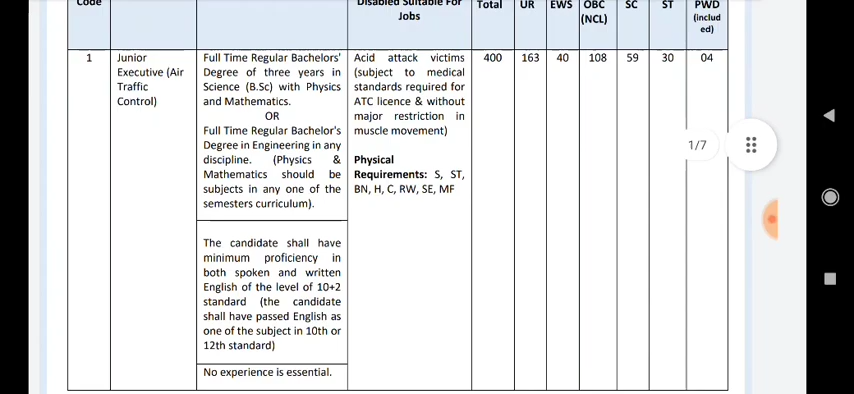 Code
Disabled Suitable For
Jobs
Total
UR
EWS
OBC
(NCL)
SC
ST
PWD
(includ
ed)
1
Junior
Executive (Air
Traffic
Control)
Full Time Regular Bachelors'
Degree of three years in
Science (B.Sc) with Physics
and Mathematics.
OR
Full Time Regular Bachelor's
Degree in Engineering in any
discipline. (Physics &
Mathematics should be
subjects in any one of the
semesters curriculum).
The candidate shall have
minimum proficiency in
both spoken and written
English of the level of 10+2
standard (the candidate
shall have passed English as
one of the subject in 10th or
12th standard)
No experience is essential.
Acid attack victims
(subject to medical
standards required for
ATC licence & without
major restriction in
muscle movement)
Physical
Requirements: S, ST,
BN, H, C, RW, SE, MF
400
163
40
108
59
30
04
1/7